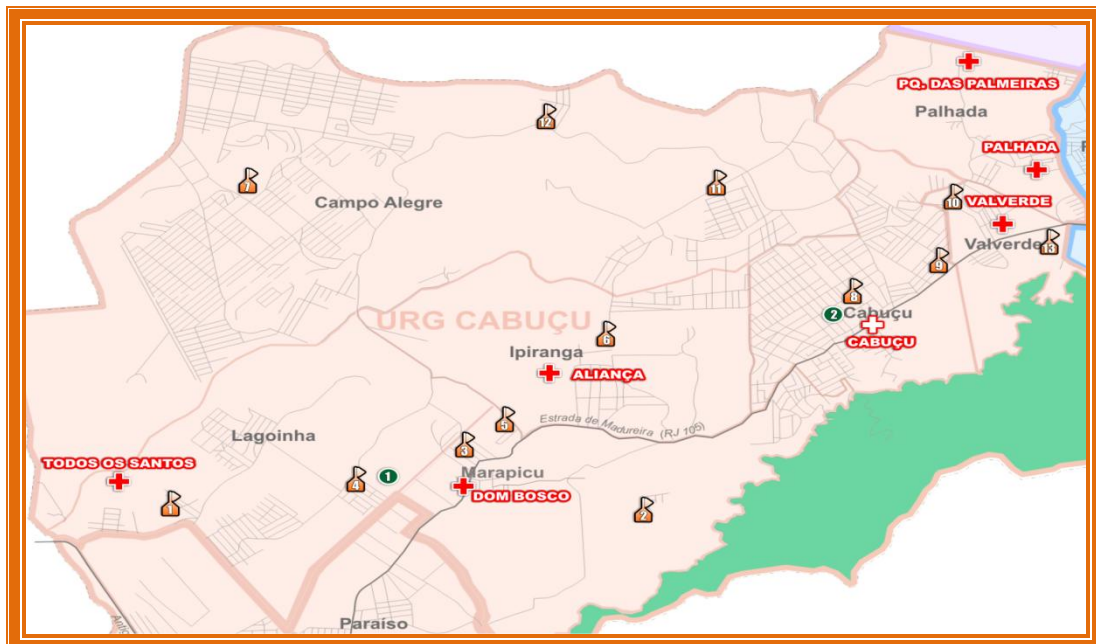 PQ. DAS PALMEIRAS
Palhada
12
PALHADA
7
11
10
VALVERDE
Campo Alegre
Valverde
13
9
8
2
Cabuçu
URG CABUÇU
CABUÇU
6
Ipiranga
ALIANÇA
5
Estrada de Madureira (RJ 105)
Lagoinha
3
TODOS OS SANTOS
Marapicu
4
1
DOM BOSCO
1
2
Paraíso